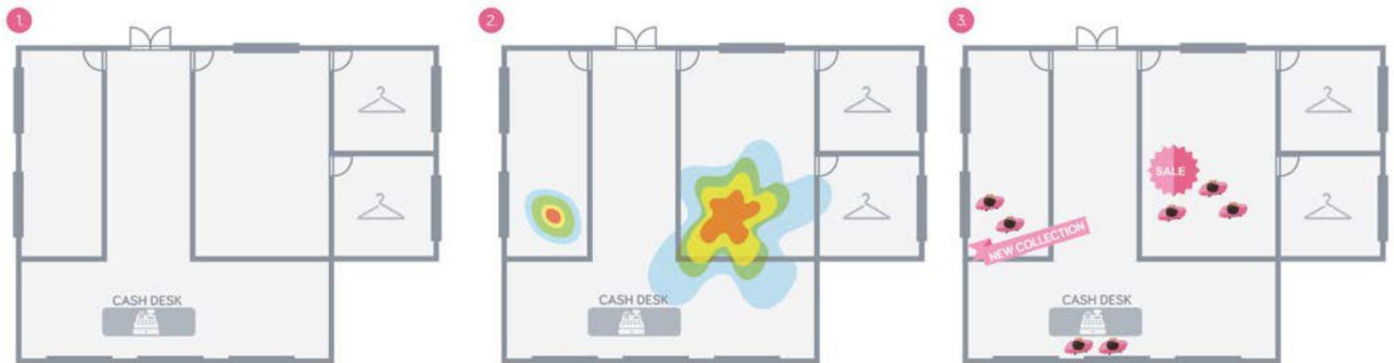 1.
2.
3.
SALE
NEW COLLECTION
CASH DESK
CASH DESK
CASH DESK